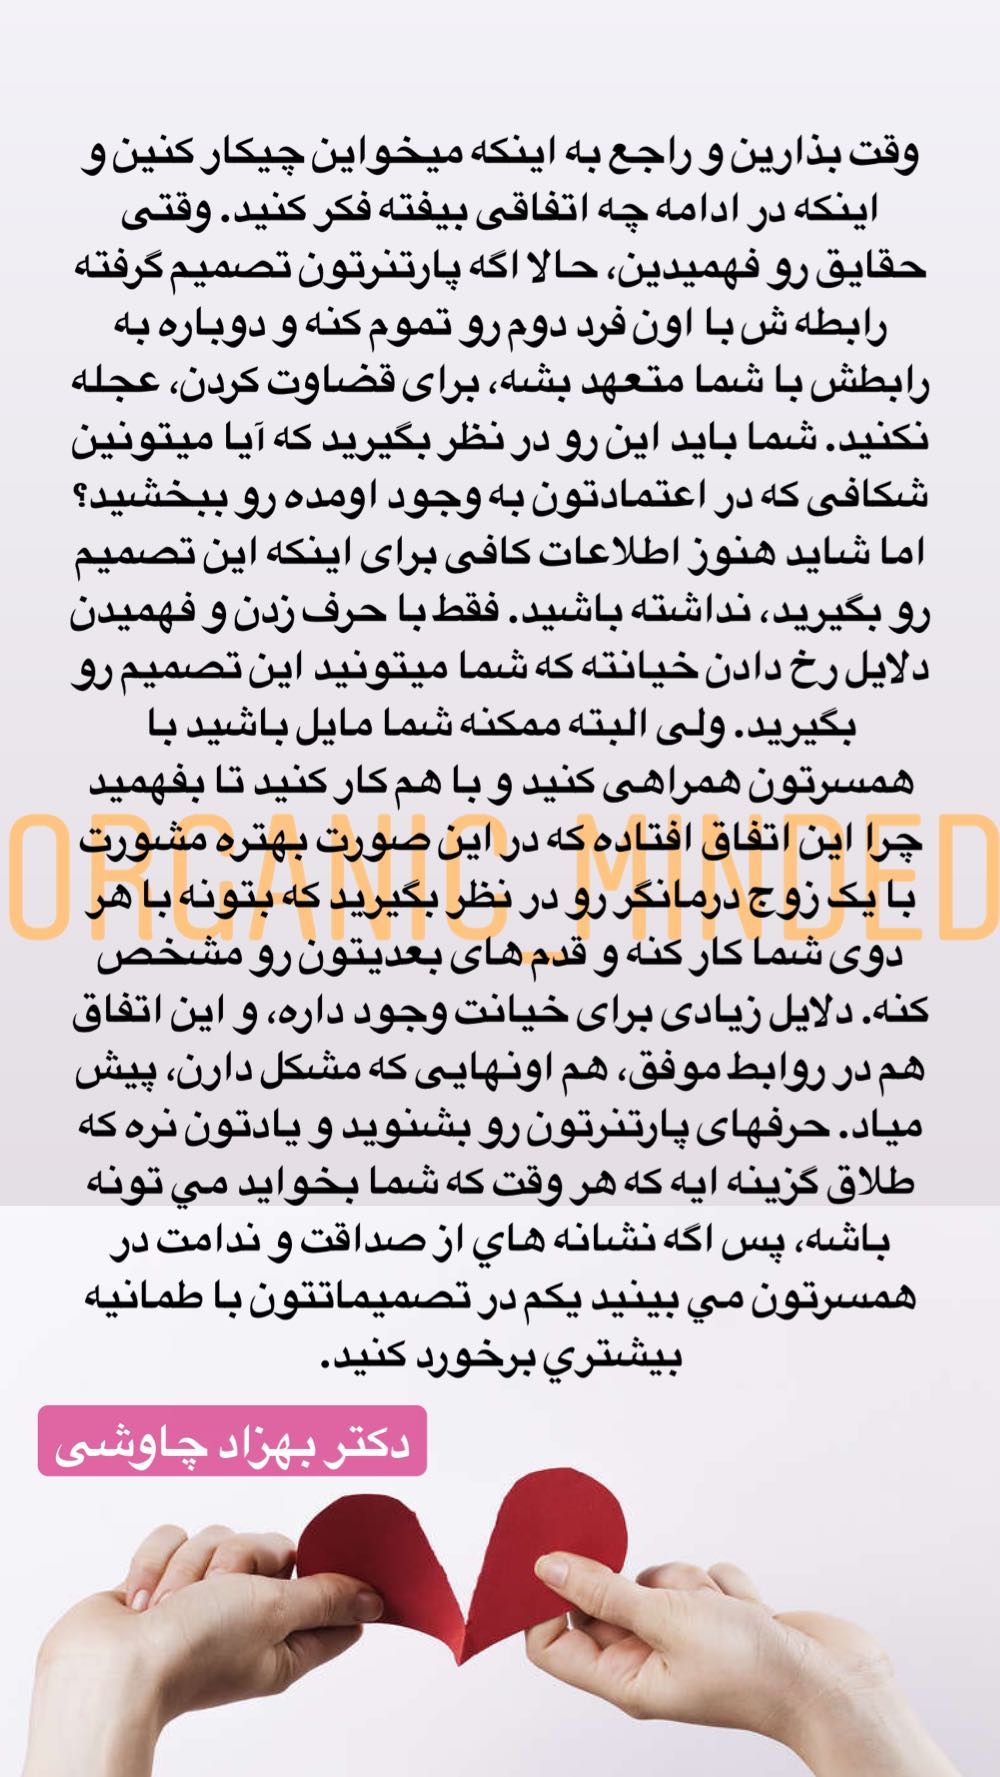 وقت بذارین و راجع به اینکه میخواین چیکار کنین و
اینکه در ادامه چه اتفاقی بیفته فکر کنید. وقتی
حقایق رو فهمیدین، حالا اگه پارتنرتون تصمیم گرفته
رابطه ش با اون فرد دوم رو تموم کنه و دوباره به
رابطش با شما متعهد بشه، برای قضاوت کردن، عجله
نکنید. شما باید این رو در نظر بگیرید که آیا میتونین
شکافی که در اعتمادتون به وجود اومده رو ببخشید؟
اما شاید هنوز اطلاعات کافی برای اینکه این تصمیم
رو بگیرید، نداشته باشید. فقط با حرف زدن و فهمیدن
دلایل رخ دادن خیانته که شما میتونید این تصمیم رو
بگیرید. ولی البته ممکنه شما مایل باشید با
همسرتون همراهی کنید و با هم کار کنید تا بفهمید
چرا این اتفاق افتاده که در این صورت بهتره مشورت
با یک زوج درمانگر رو در نظر بگیرید که بتونه با هر
دوی شما کار کنه و قدم های بعدیتون رو مشخص
کنه. دلایل زیادی برای خیانت وجود داره، و این اتفاق
هم در روابط موفق، هم اونهایی که مشکل دارن، پیش
میاد. حرفهای پارتنرتون رو بشنوید و یادتون نره که
طلاق گزینه ایه که هر وقت که شما بخواید مي تونه
باشه، پس اگه نشانه هاي از صداقت و ندامت در
همسرتون مي بینید یکم در تصمیماتتون با طمانیه
بیشتري برخورد کنید.
ORGANIC_MINDED
دکتر بهزاد چاوشی